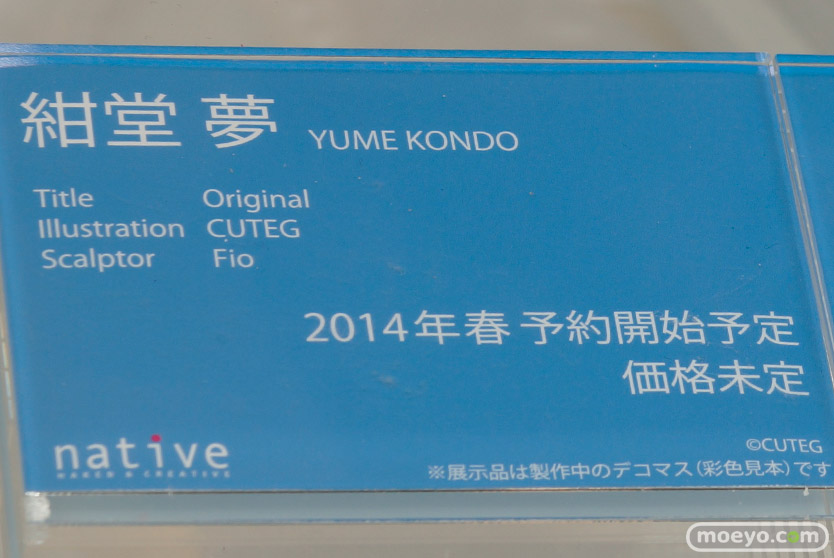 紺堂 夢 YUME KONDO
Title Original
Illustration CUTEG
Scalptor Fio
2014年春 予約開始予定
価格未定
native
NAKED & CREATIVE
©CUTEG
※展示品は製作中のデコマス(彩色見本)です
moeyo.com